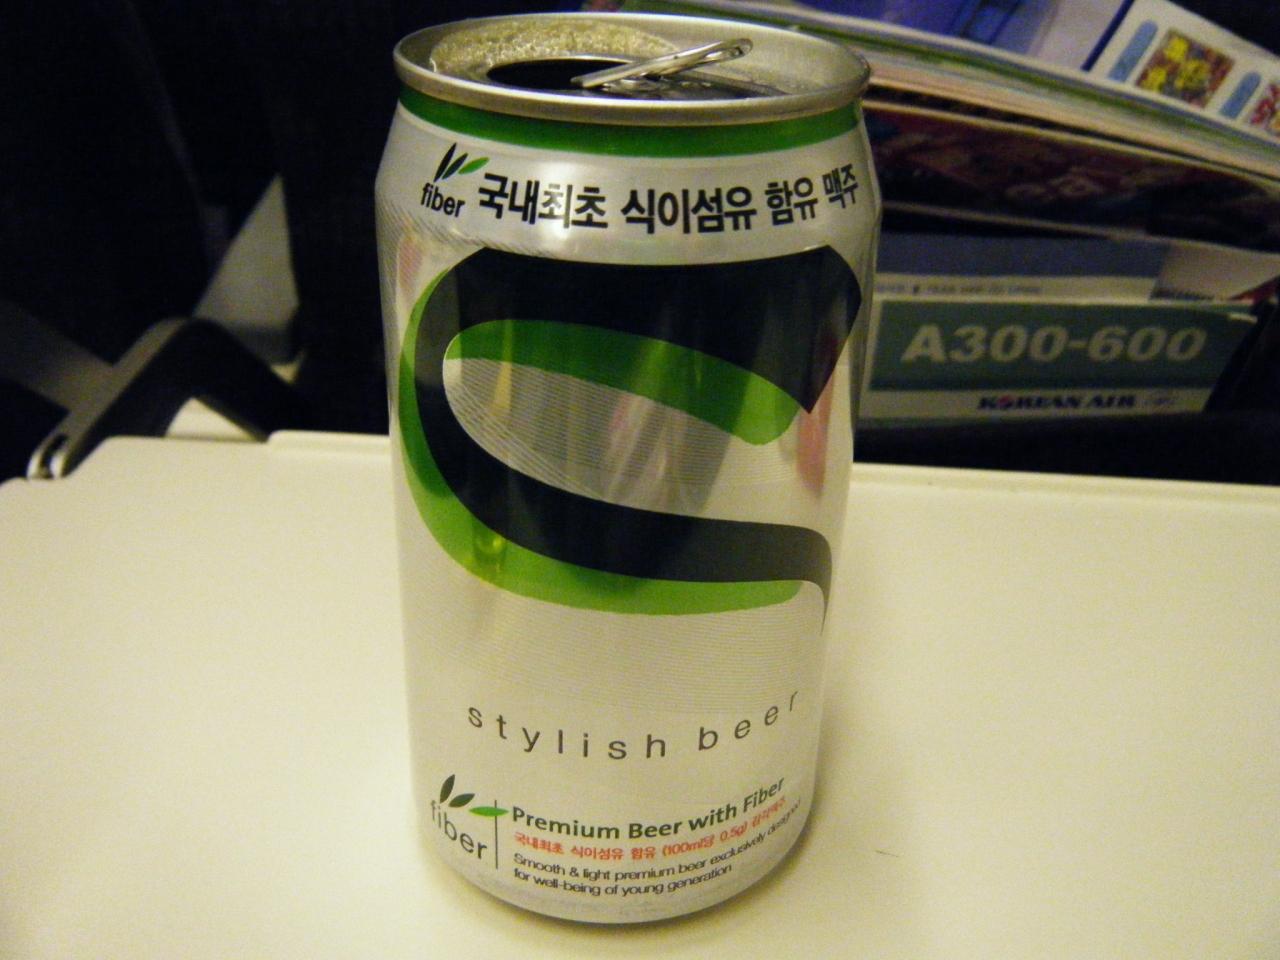 fiber 국내최초 식이섬유 함유 맥주
A300-600
KOREAN AIR
stylish beer
fiber
Premium Beer with Fiber
국내최초 식이섬유 함유 (100ml당 0.5g)
Smooth & light premium beer exclusively designed
for well-being of young generation